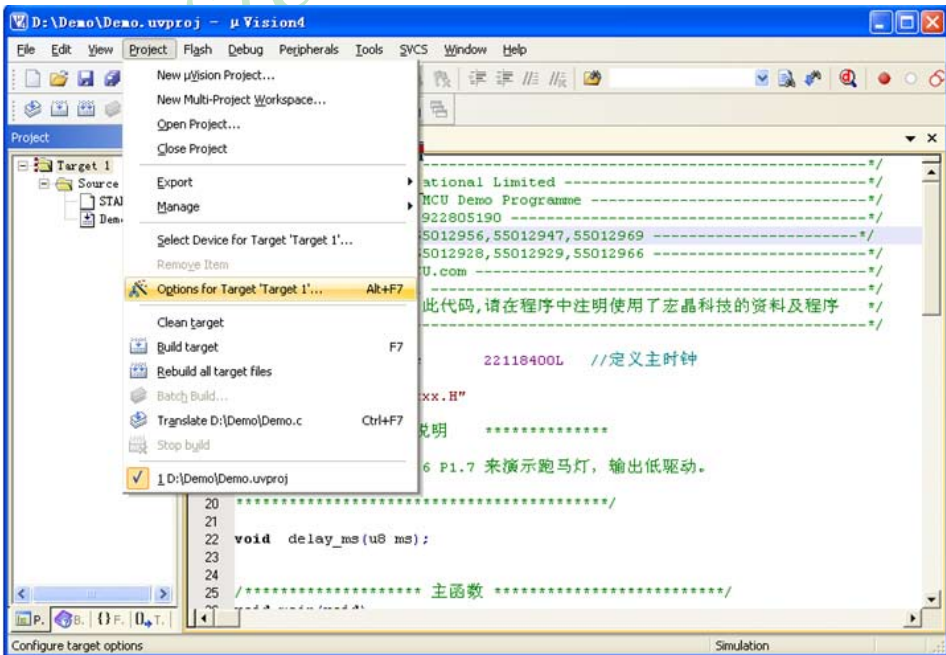 D:\Demo\Demo.uvproj - µVision4
File Edit View Project Flash Debug Peripherals Tools SVCS Window Help
Project
Target 1
Source
STA
Dem
New µVision Project...
New Multi-Project Workspace...
Open Project...
Close Project
Export
Manage
Select Device for Target 'Target 1'...
Remove Item
Options for Target 'Target 1'... Alt+F7
Clean target
Build target F7
Rebuild all target files
Batch Build...
Translate D:\Demo\Demo.c Ctrl+F7
Stop build
1 D:\Demo\Demo.uvproj
---------------------------------------------------------------*/
ational Limited ------------------------------------*/
MCU Demo Programme ---------------------------------*/
922805190 ------------------------------------------*/
55012956,55012947,55012969 -------------------------*/
55012928,55012929,55012966 -------------------------*/
U.com ----------------------------------------------*/
---------------------------------------------------------------*/
此代码,请在程序中注明使用了宏晶科技的资料及程序 */
---------------------------------------------------------------*/
22118400L //定义主时钟
xx.H"
说明 **************
6 P1.7 来演示跑马灯, 输出低驱动。
20 ******************************************/
21
22 void delay_ms(u8 ms);
23
24
25 /******************** 主函数 **************************/
P. B. {} F. 0 T.
Configure target options
Simulation